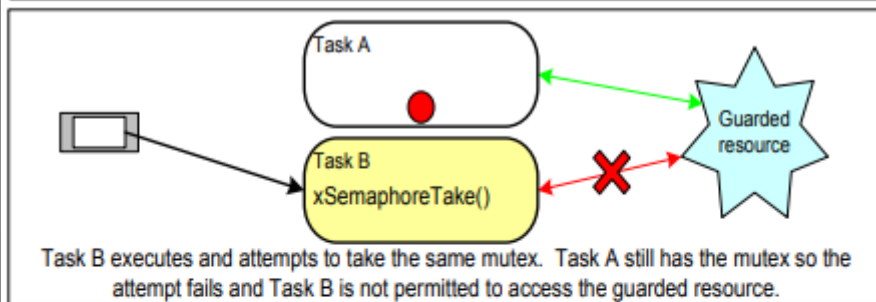 Task A
Guarded
resource
Task B
xSemaphoreTake()
Task B executes and attempts to take the same mutex.  Task A still has the mutex so the
attempt fails and Task B is not permitted to access the guarded resource.